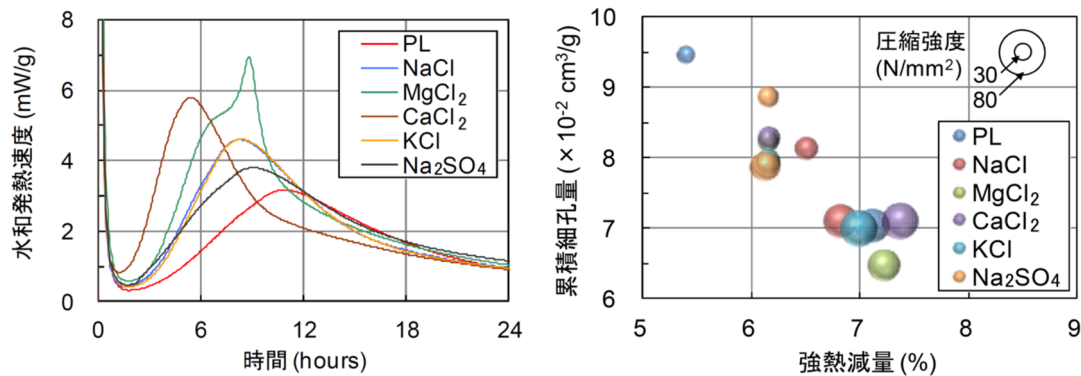 水和発熱速度 (mW/g)
8
6
4
2
0
0
6
12
18
24
時間 (hours)
PL
NaCl
MgCl₂
CaCl₂
KCl
Na₂SO₄
累積細孔量 (×10⁻² cm³/g)
10
9
8
7
6
5
6
7
8
9
強熱減量 (%)
圧縮強度
(N/mm²)
30
80
PL
NaCl
MgCl₂
CaCl₂
KCl
Na₂SO₄